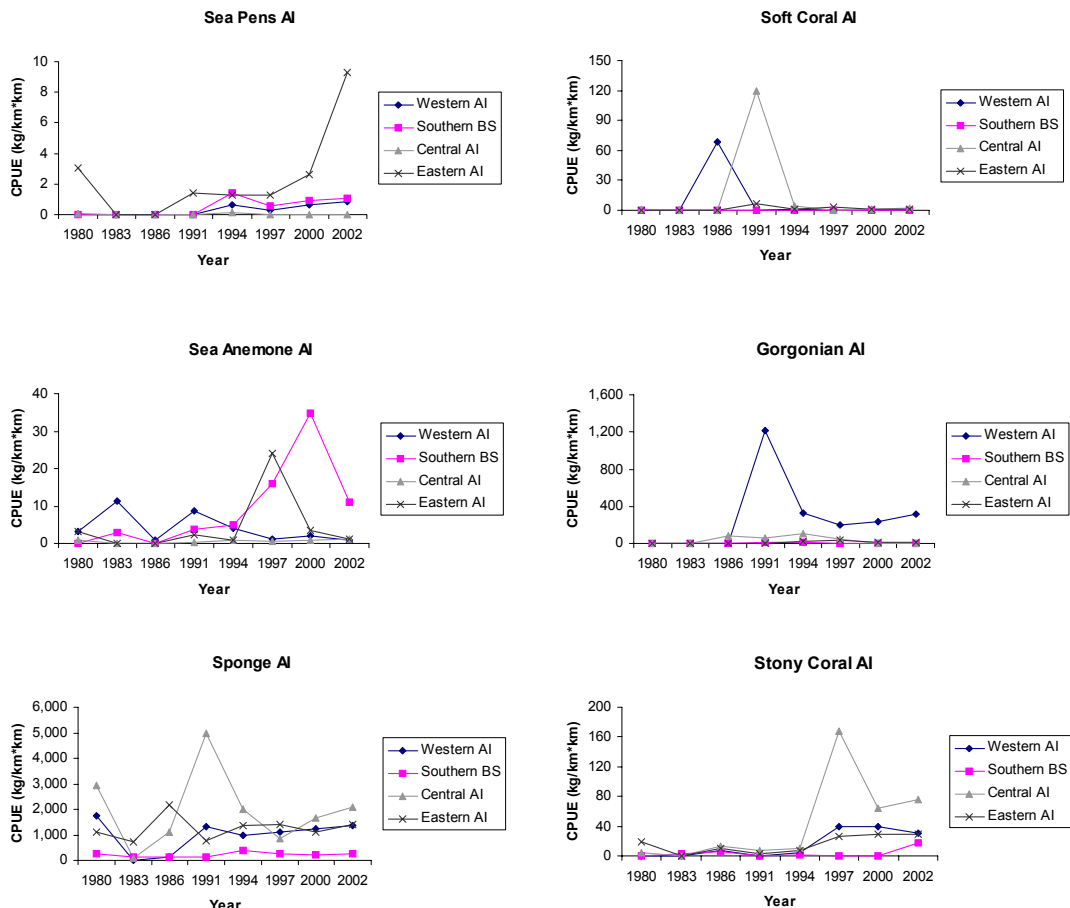 Sea Pens AI
10
8
6
4
2
0
CPUE (kg/km*km)
1980 1983 1986 1991 1994 1997 2000 2002
Year
Western AI
Southern BS
Central AI
Eastern AI
Soft Coral AI
150
120
90
60
30
0
CPUE (kg/km*km)
1980 1983 1986 1991 1994 1997 2000 2002
Year
Western AI
Southern BS
Central AI
Eastern AI
Sea Anemone AI
40
30
20
10
0
CPUE (kg/km*km)
1980 1983 1986 1991 1994 1997 2000 2002
Year
Western AI
Southern BS
Central AI
Eastern AI
Gorgonian AI
1,600
1,200
800
400
0
CPUE (kg/km*km)
1980 1983 1986 1991 1994 1997 2000 2002
Year
Western AI
Southern BS
Central AI
Eastern AI
Sponge AI
6,000
5,000
4,000
3,000
2,000
1,000
0
CPUE (kg/km*km)
1980 1983 1986 1991 1994 1997 2000 2002
Year
Western AI
Southern BS
Central AI
Eastern AI
Stony Coral AI
200
160
120
80
40
0
CPUE (kg/km*km)
1980 1983 1986 1991 1994 1997 2000 2002
Year
Western AI
Southern BS
Central AI
Eastern AI